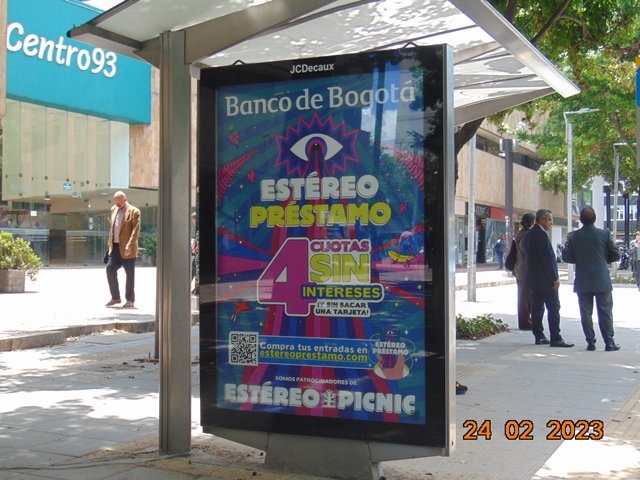 Centro93
JCDecaux
Banco de Bogotá
ESTÉREO
PRÉSTAMO
4 CUOTAS
SIN
INTERESES
¡Y SIN SACAR
UNA TARJETA!
Compra tus entradas en
estereoprestamo.com
ESTÉREO
PRÉSTAMO
SOMOS PATROCINADORES DE
ESTÉREO PICNIC
24 02 2023